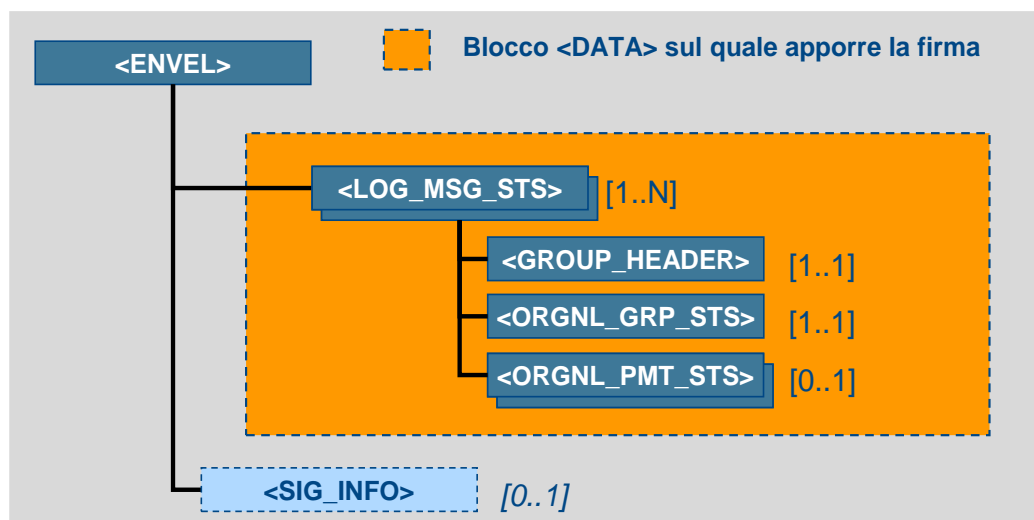 <ENVEL>
Blocco <DATA> sul quale apporre la firma
<LOG_MSG_STS> [1..N]
<GROUP_HEADER> [1..1]
<ORGNL_GRP_STS> [1..1]
<ORGNL_PMT_STS> [0..1]
<SIG_INFO> [0..1]